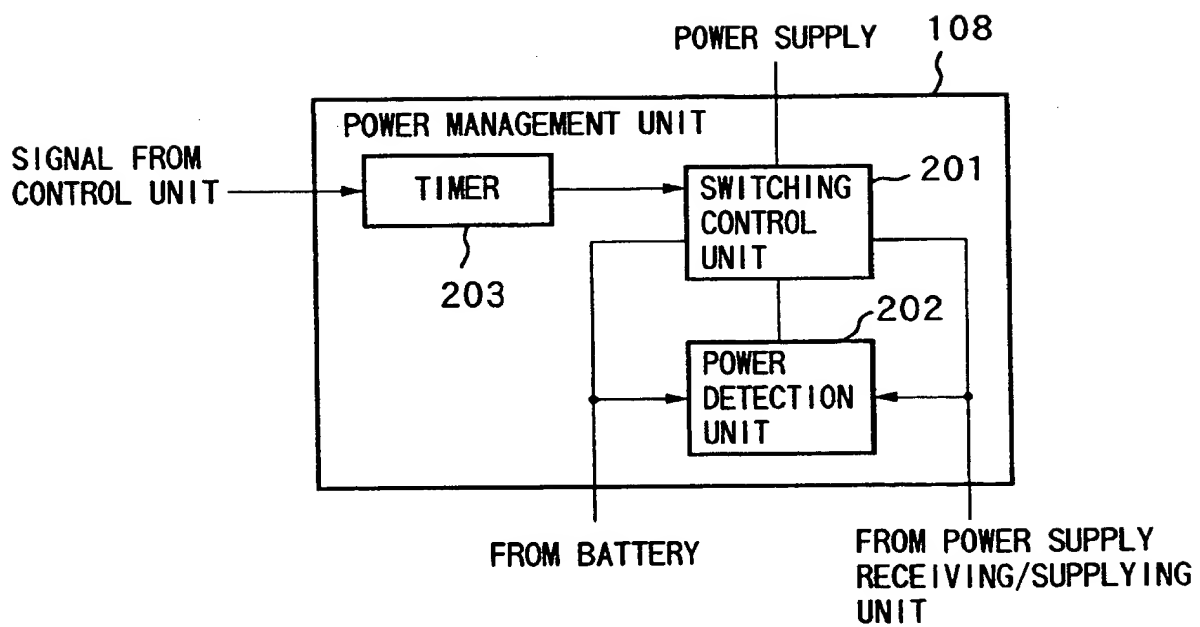 108
POWER SUPPLY
POWER MANAGEMENT UNIT
SIGNAL FROM
CONTROL UNIT
TIMER
203
SWITCHING
CONTROL
UNIT
201
202
POWER
DETECTION
UNIT
FROM BATTERY
FROM POWER SUPPLY
RECEIVING/SUPPLYING
UNIT